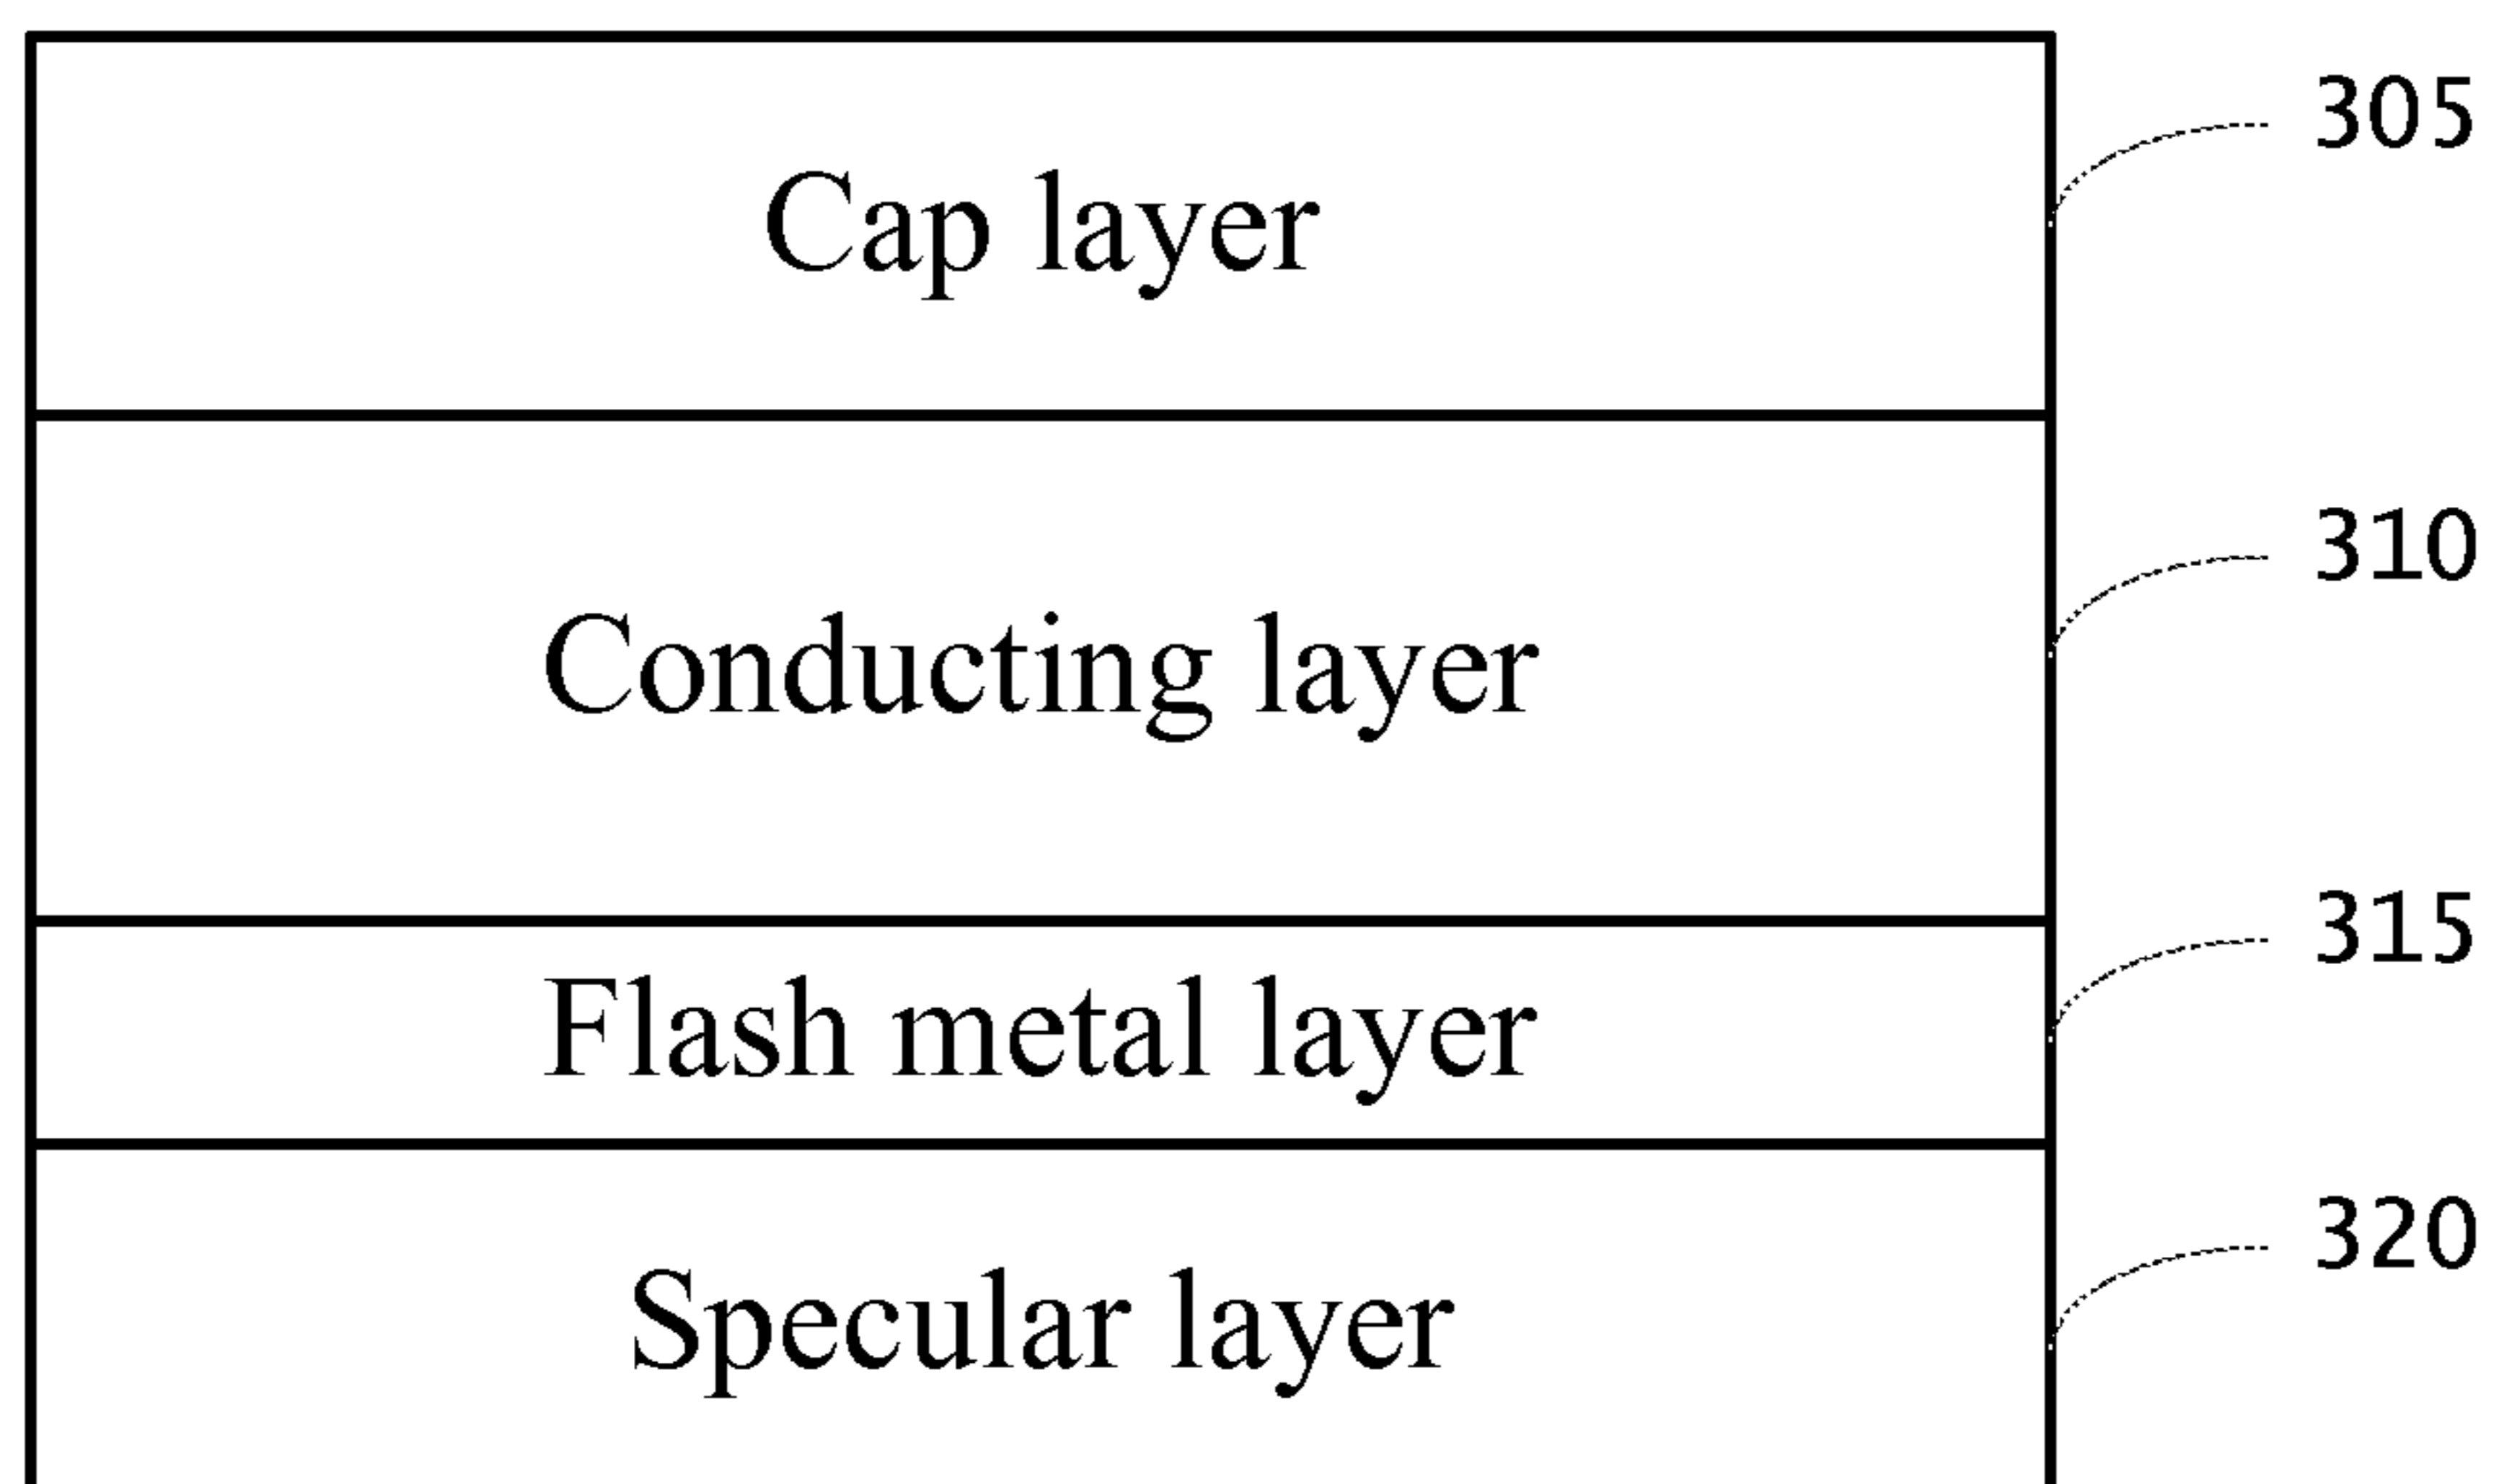 305
Cap layer
310
Conducting layer
315
Flash metal layer
320
Specular layer